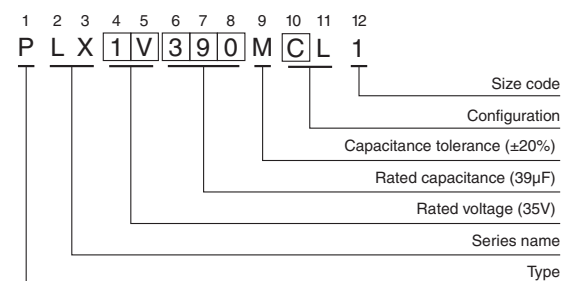 1 2 3 4 5 6 7 8 9 10 11 12
P L X 1 V 3 9 0 M C L 1
Size code
Configuration
Capacitance tolerance (±20%)
Rated capacitance (39µF)
Rated voltage (35V)
Series name
Type